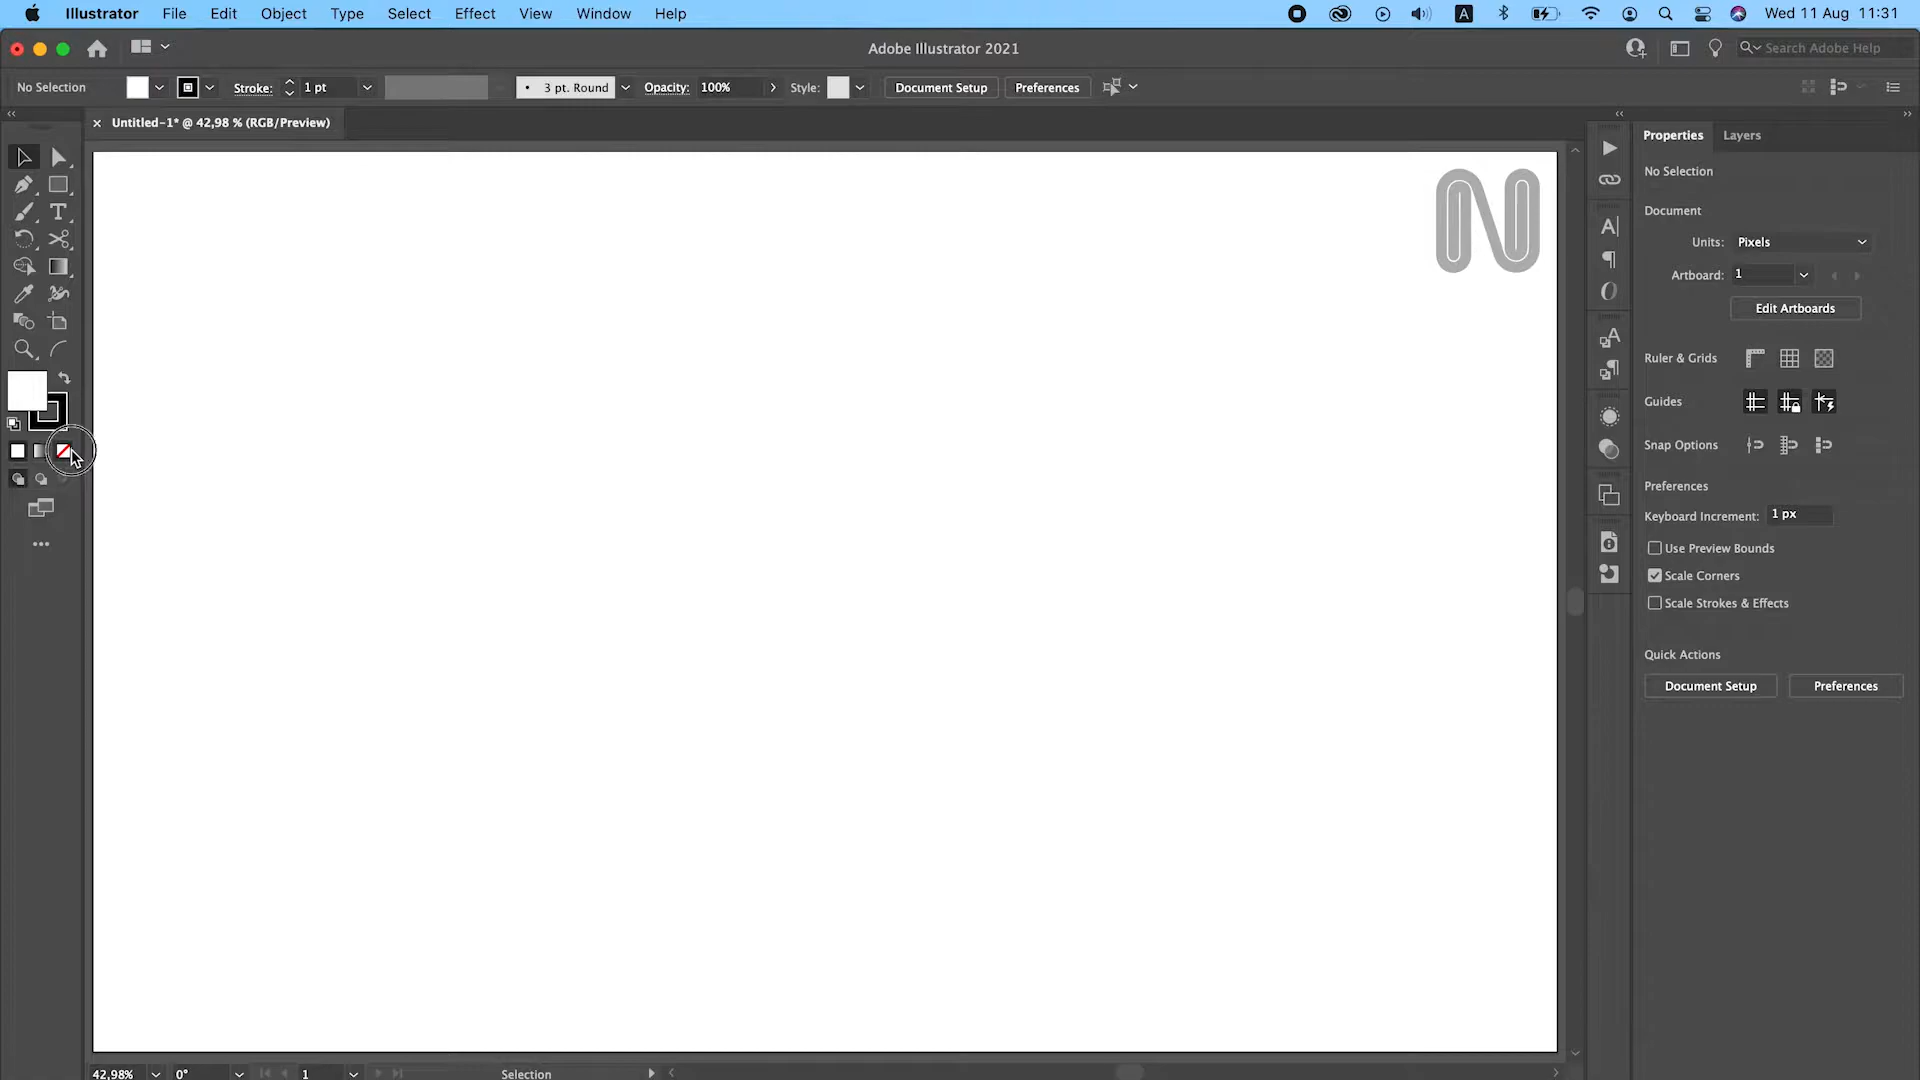 Illustrator File Edit Object Type Select Effect View Window Help A Wed 11 Aug 11:31
Adobe Illustrator 2021 Search Adobe Help
No Selection Stroke: 1 pt 3 pt. Round Opacity: 100% Style: Document Setup Preferences
Untitled-1* @ 42,98 % (RGB/Preview)
Properties Layers
No Selection
Document
Units: Pixels
Artboard: 1
Edit Artboards
Ruler & Grids
Guides
Snap Options
Preferences
Keyboard Increment: 1 px
Use Preview Bounds
Scale Corners
Scale Strokes & Effects
Quick Actions
Document Setup Preferences
N
42,98% 0° 1 Selection